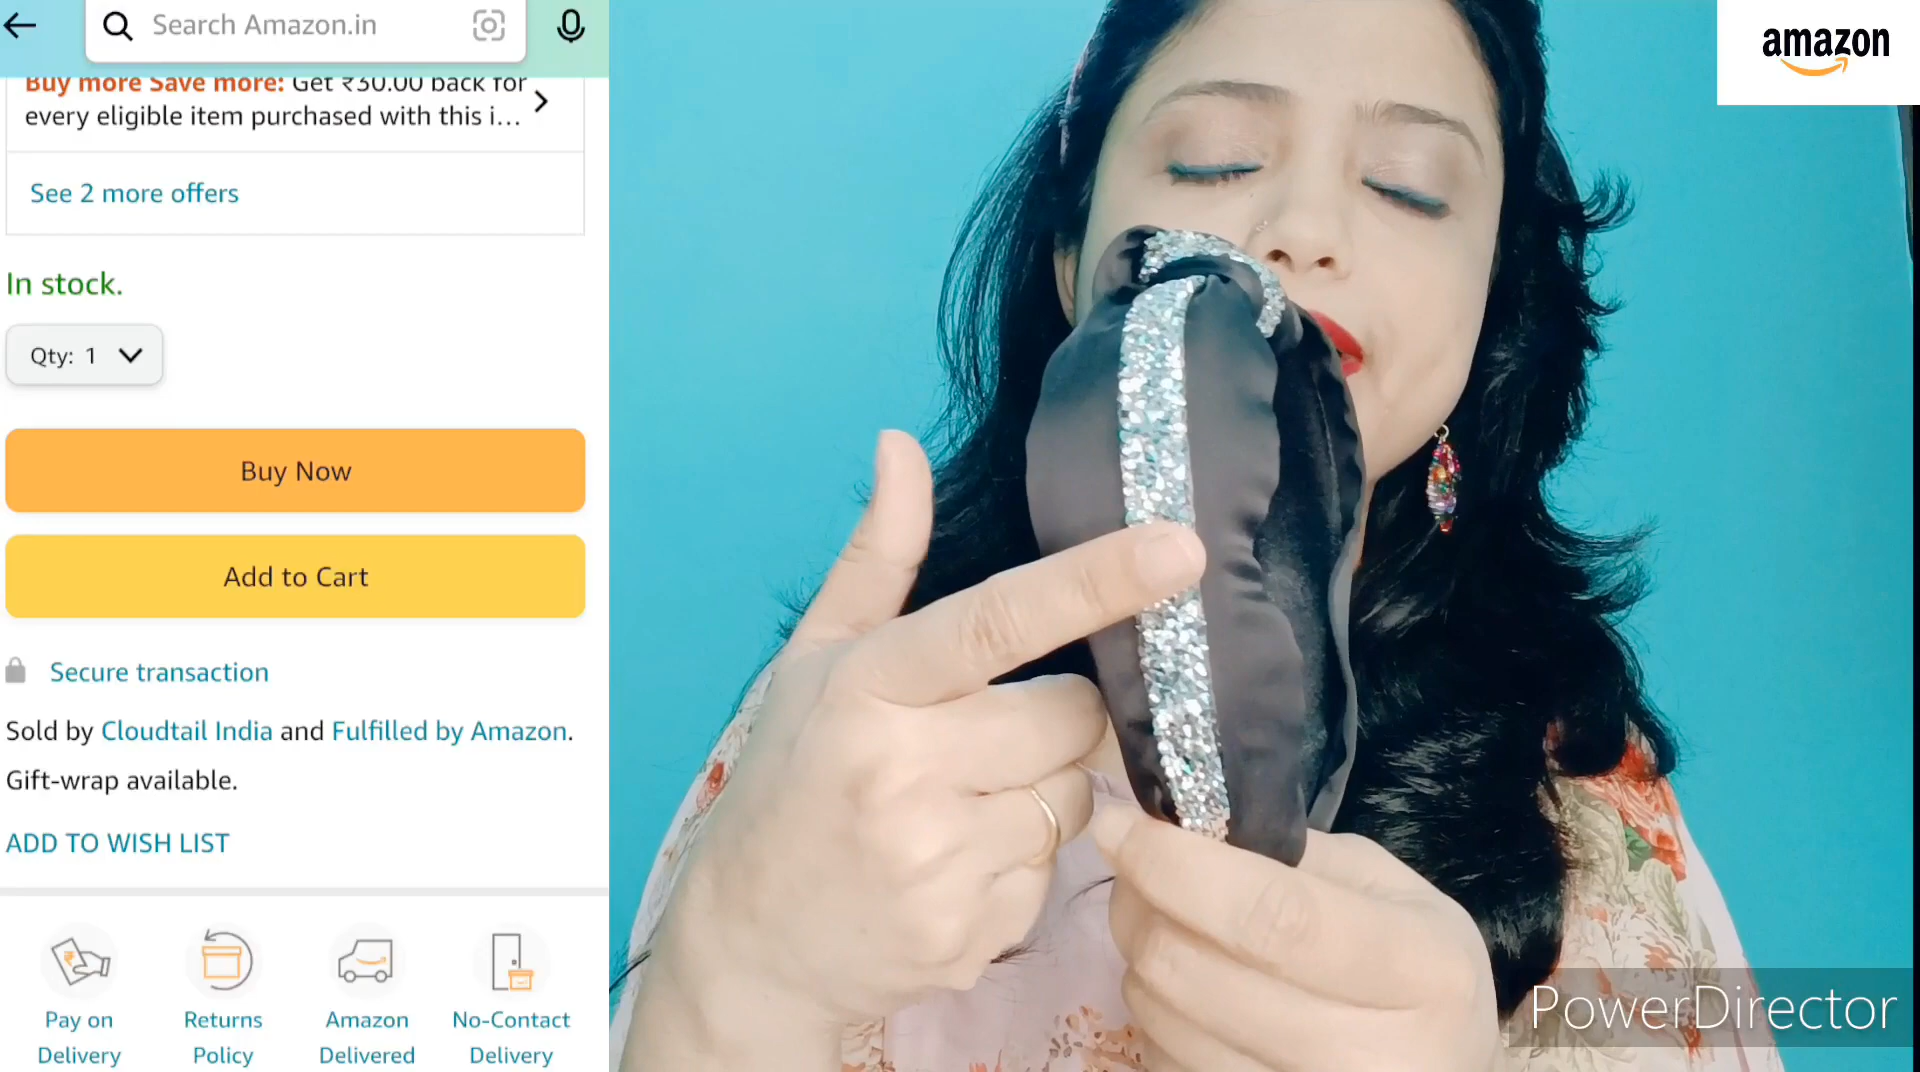 Search Amazon.in
Buy more Save more: Get ₹30.00 back for
every eligible item purchased with this i...
See 2 more offers
In stock.
Qty: 1
Buy Now
Add to Cart
Secure transaction
Sold by Cloudtail India and Fulfilled by Amazon.
Gift-wrap available.
ADD TO WISH LIST
Pay on
Delivery
Returns
Policy
Amazon
Delivered
No-Contact
Delivery
amazon
PowerDirector